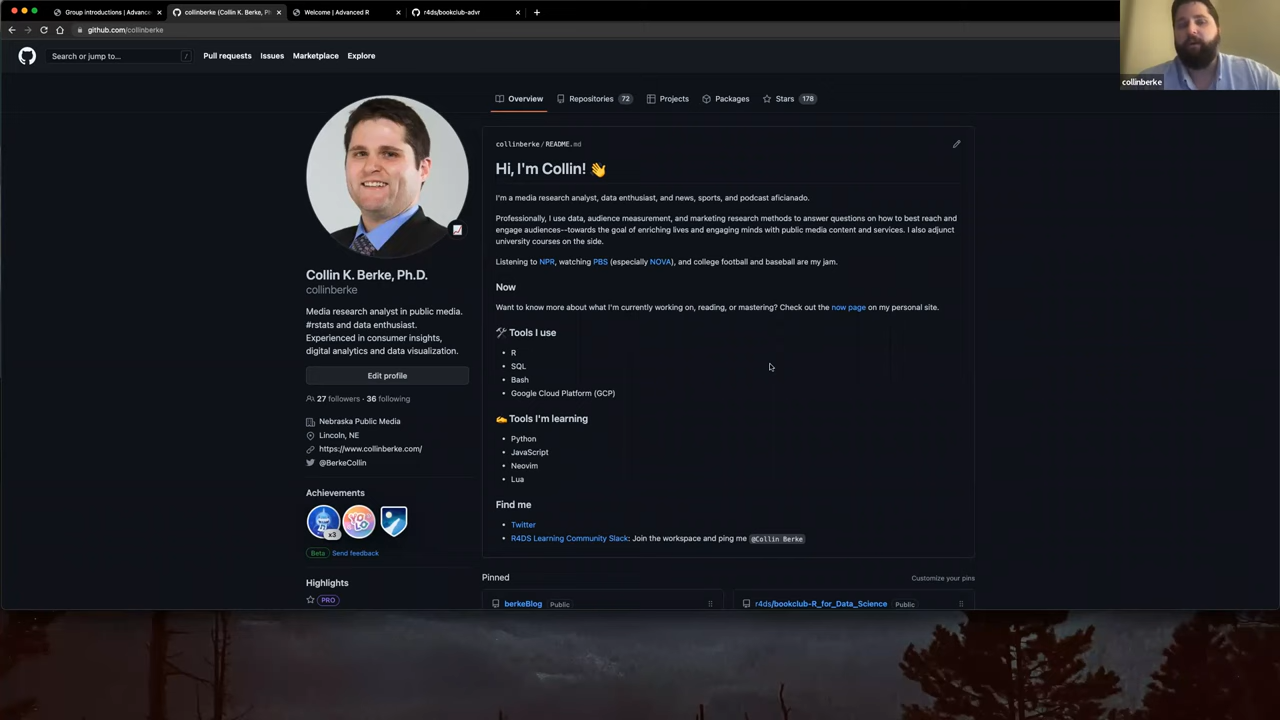 Group introductions | Advance
collinberke (Collin K. Berke, Ph
Welcome | Advanced R
r4ds/bookclub-advr
github.com/collinberke
Search or jump to...
/
Pull requests
Issues
Marketplace
Explore
collinberke
Overview
Repositories 72
Projects
Packages
Stars 178
collinberke / README.md
Hi, I'm Collin! 👋
I'm a media research analyst, data enthusiast, and news, sports, and podcast aficianado.
Professionally, I use data, audience measurement, and marketing research methods to answer questions on how to best reach and
engage audiences--towards the goal of enriching lives and engaging minds with public media content and services. I also adjunct
university courses on the side.
Listening to NPR, watching PBS (especially NOVA), and college football and baseball are my jam.
Now
Want to know more about what I'm currently working on, reading, or mastering? Check out the now page on my personal site.
🛠 Tools I use
• R
• SQL
• Bash
• Google Cloud Platform (GCP)
✍ Tools I'm learning
• Python
• JavaScript
• Neovim
• Lua
Find me
• Twitter
• R4DS Learning Community Slack: Join the workspace and ping me @Collin Berke
Collin K. Berke, Ph.D.
collinberke
Media research analyst in public media.
#rstats and data enthusiast.
Experienced in consumer insights,
digital analytics and data visualization.
Edit profile
27 followers · 36 following
Nebraska Public Media
Lincoln, NE
https://www.collinberke.com/
@BerkeCollin
Achievements
x3
YOLO
Beta Send feedback
Highlights
PRO
Pinned
Customize your pins
berkeBlog Public
r4ds/bookclub-R_for_Data_Science Public